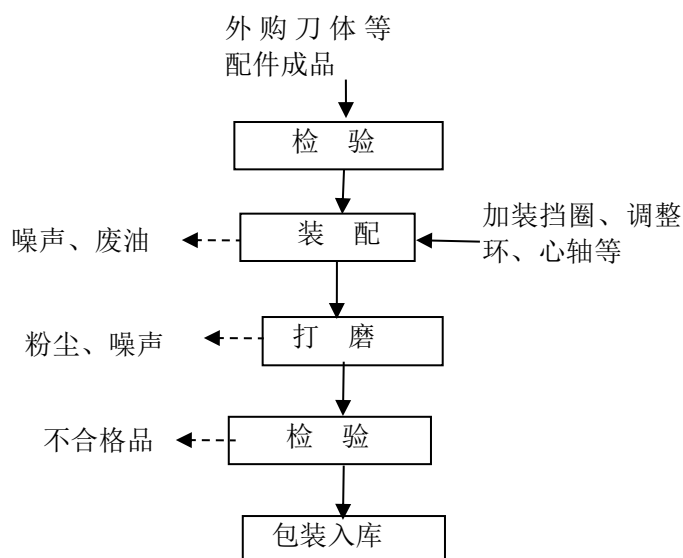 外购刀体等
配件成品
检 验
噪声、废油
装 配
加装挡圈、调整
环、心轴等
粉尘、噪声
打 磨
不合格品
检 验
包装入库